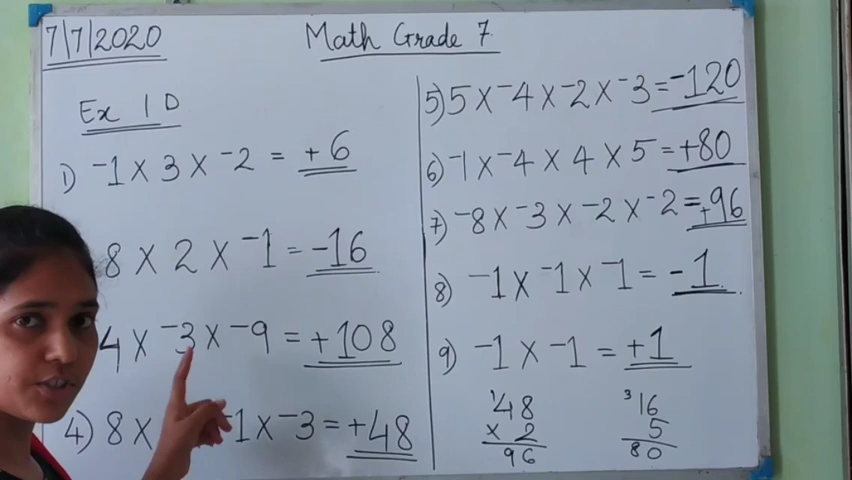 7/7/2020
Math Grade 7
Ex 1D
1) ⁻1 × 3 × ⁻2 = +6
8 × 2 × ⁻1 = -16
4 × ⁻3 × ⁻9 = +108
4) 8 × ⁻1 × ⁻3 = +48
5) 5 × ⁻4 × ⁻2 × ⁻3 = -120
6) ⁻1 × ⁻4 × 4 × 5 = +80
7) ⁻8 × ⁻3 × ⁻2 × ⁻2 = +96
8) ⁻1 × ⁻1 × ⁻1 = -1
9) ⁻1 × ⁻1 = +1
1 48
× 2
96
3 16
5
80